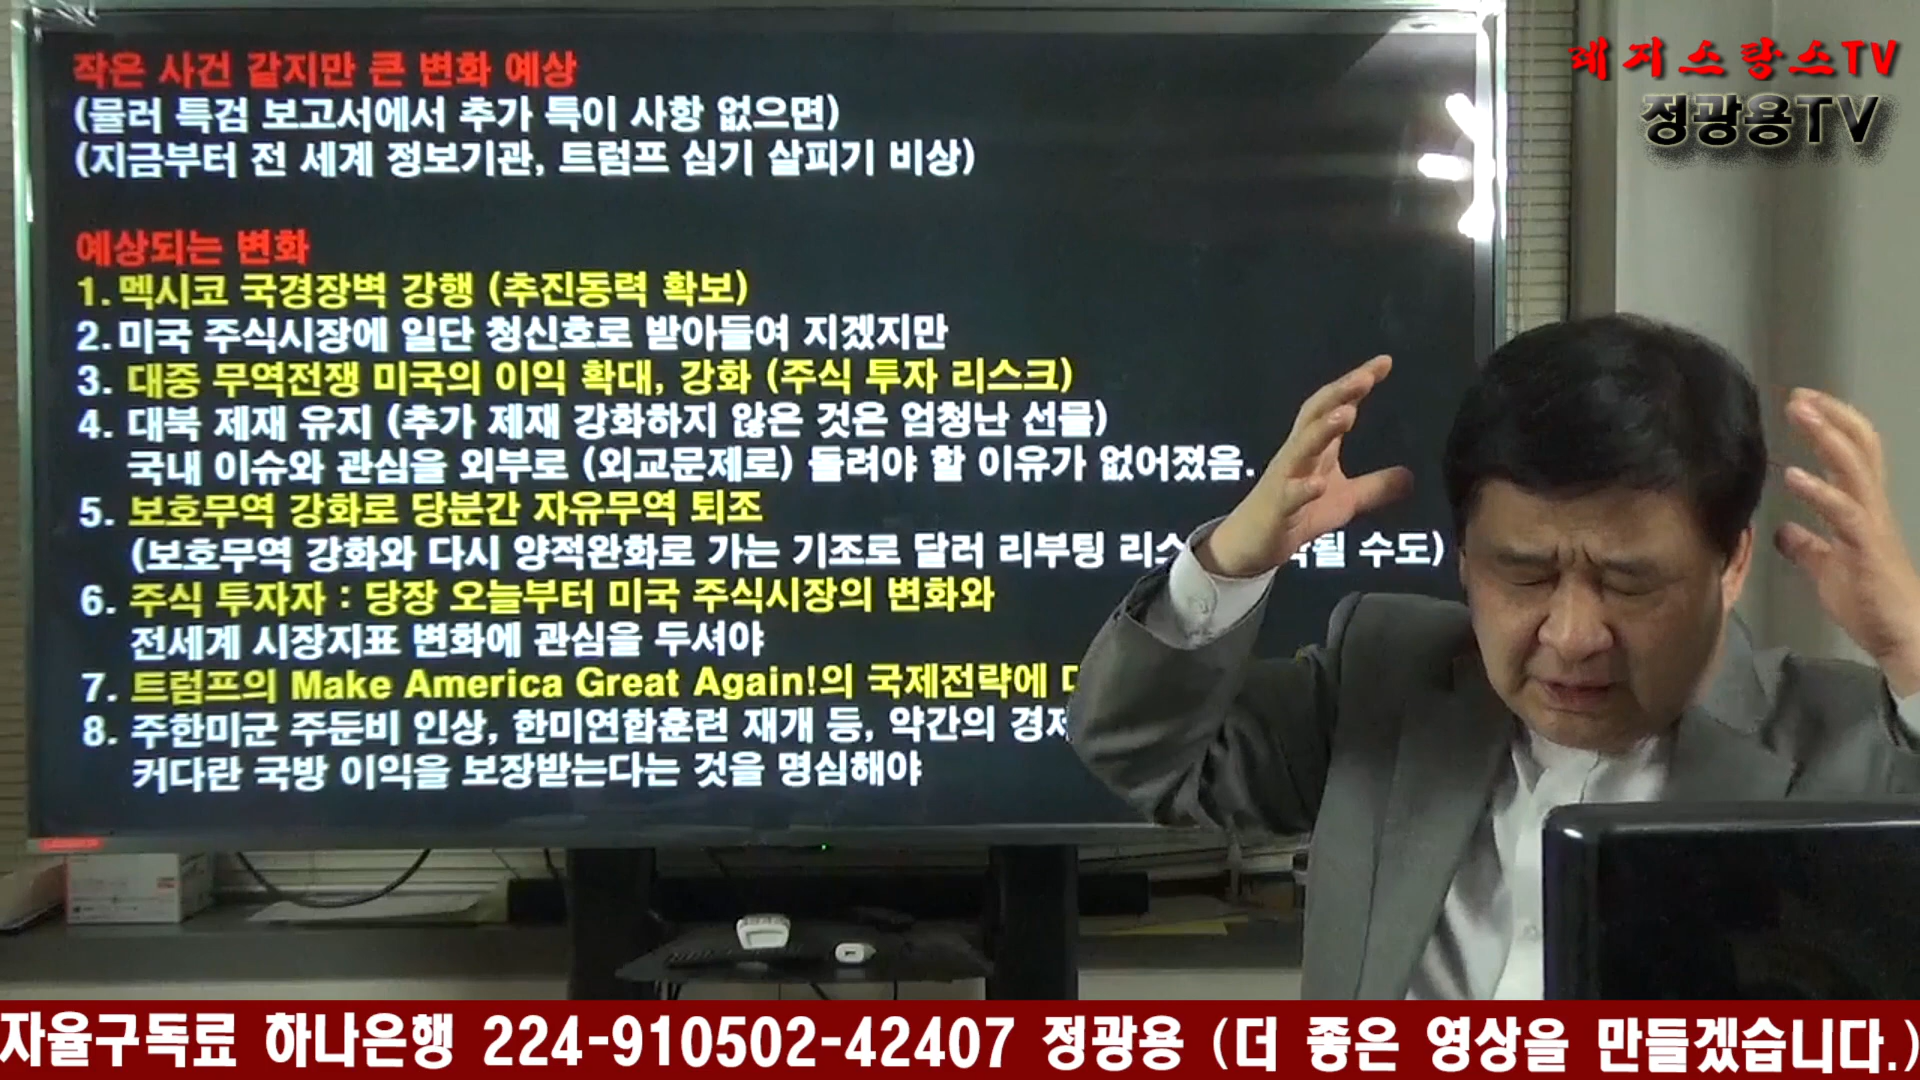 작은 사건 같지만 큰 변화 예상
(뮬러 특검 보고서에서 추가 특이 사항 없으면)
(지금부터 전 세계 정보기관, 트럼프 심기 살피기 비상)
예상되는 변화
1. 멕시코 국경장벽 강행 (추진동력 확보)
2. 미국 주식시장에 일단 청신호로 받아들여 지겠지만
3. 대중 무역전쟁 미국의 이익 확대, 강화 (주식 투자 리스크)
4. 대북 제재 유지 (추가 제재 강화하지 않은 것은 엄청난 선물)
국내 이슈와 관심을 외부로 (외교문제로) 돌려야 할 이유가 없어졌음.
5. 보호무역 강화로 당분간 자유무역 퇴조
(보호무역 강화와 다시 양적완화로 가는 기조로 달러 리부팅 수도)
6. 주식 투자자 : 당장 오늘부터 미국 주식시장의 변화와
전세계 시장지표 변화에 관심을 두셔야
7. 트럼프의 Make America Great Again!의 국제전략에
8. 주한미군 주둔비 인상, 한미연합훈련 재개 등, 약간의
커다란 국방 이익을 보장받는다는 것을 명심해야
레지스탕스TV
정광용TV
자율구독료 하나은행 224-910502-42407 정광용 (더 좋은 영상을 만들겠습니다.)